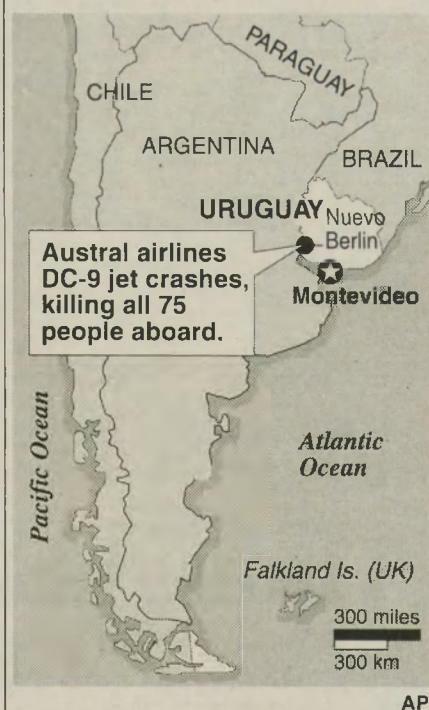 PARAGUAY
CHILE
ARGENTINA
BRAZIL
URUGUAY
Nuevo
Berlin
Austral airlines
DC-9 jet crashes,
killing all 75
people aboard.
Montevideo
Pacific Ocean
Atlantic
Ocean
Falkland Is. (UK)
300 miles
300 km
AP